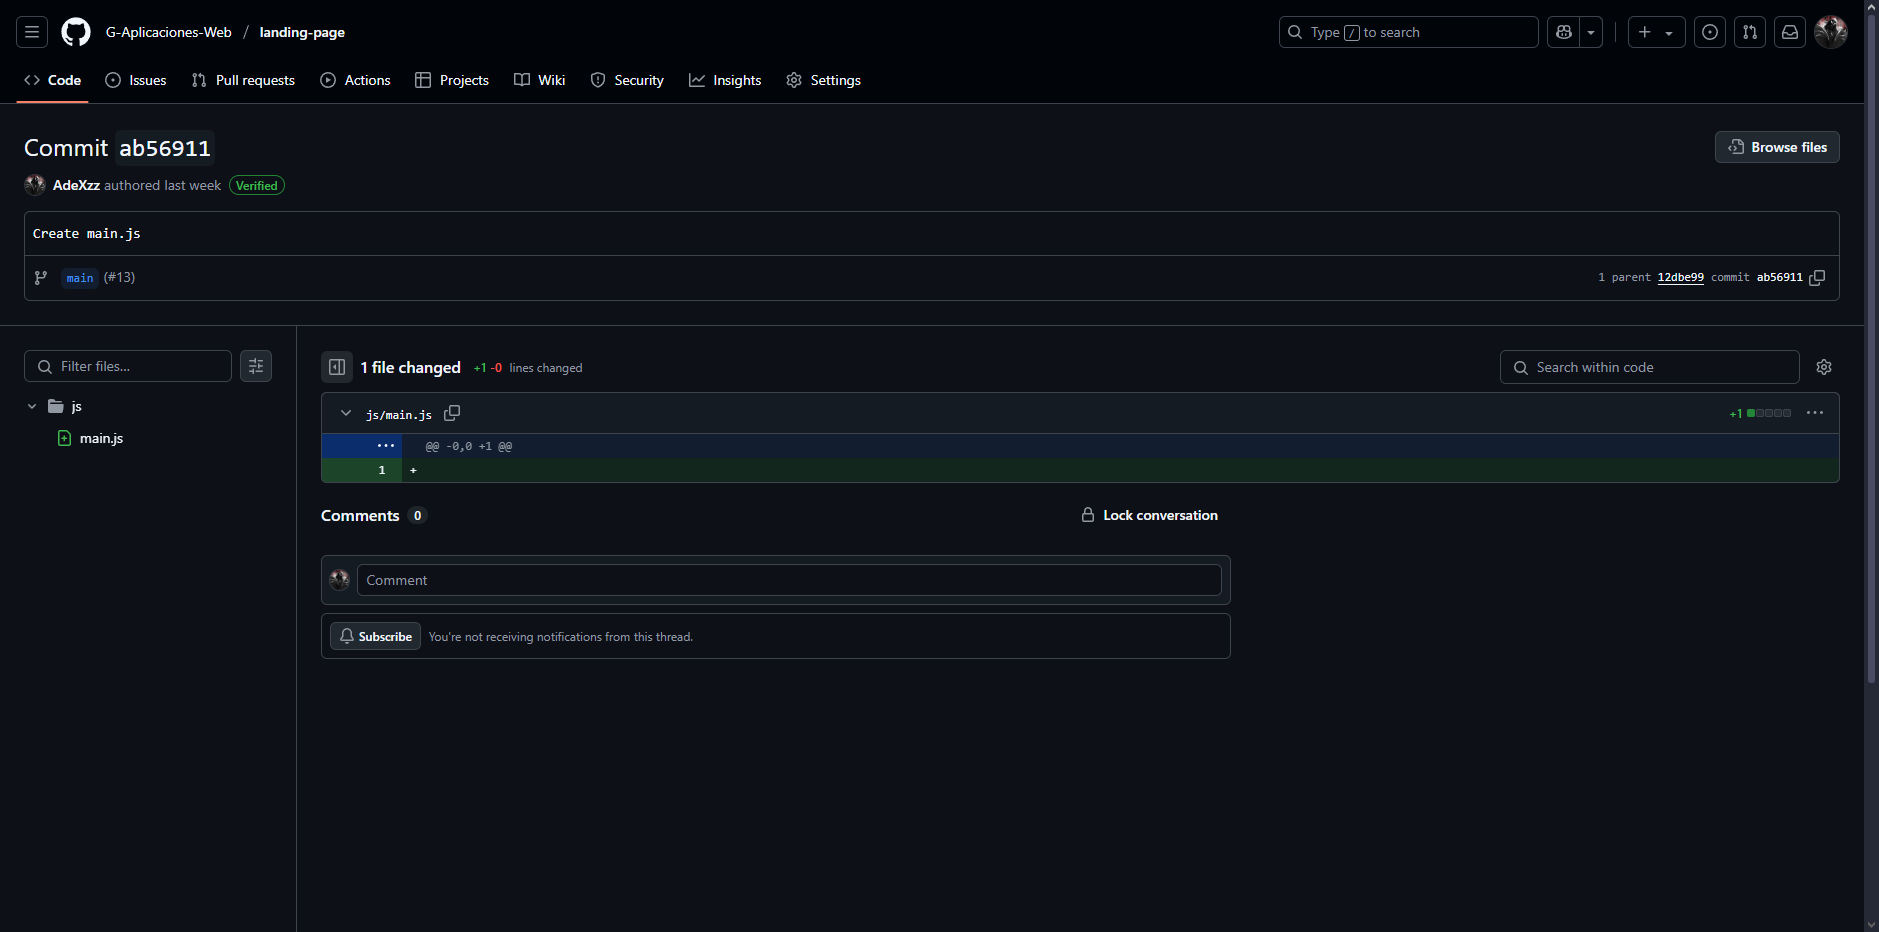 G-Aplicaciones-Web / landing-page
Type / to search
Code Issues Pull requests Actions Projects Wiki Security Insights Settings
Commit ab56911
Browse files
AdeXzz authored last week Verified
Create main.js
main (#13)
1 parent 12dbe99 commit ab56911
Filter files...
1 file changed +1 -0 lines changed
Search within code
js
main.js
js/main.js
+1
@@ -0,0 +1 @@
1 +
Comments 0
Lock conversation
Comment
Subscribe You're not receiving notifications from this thread.